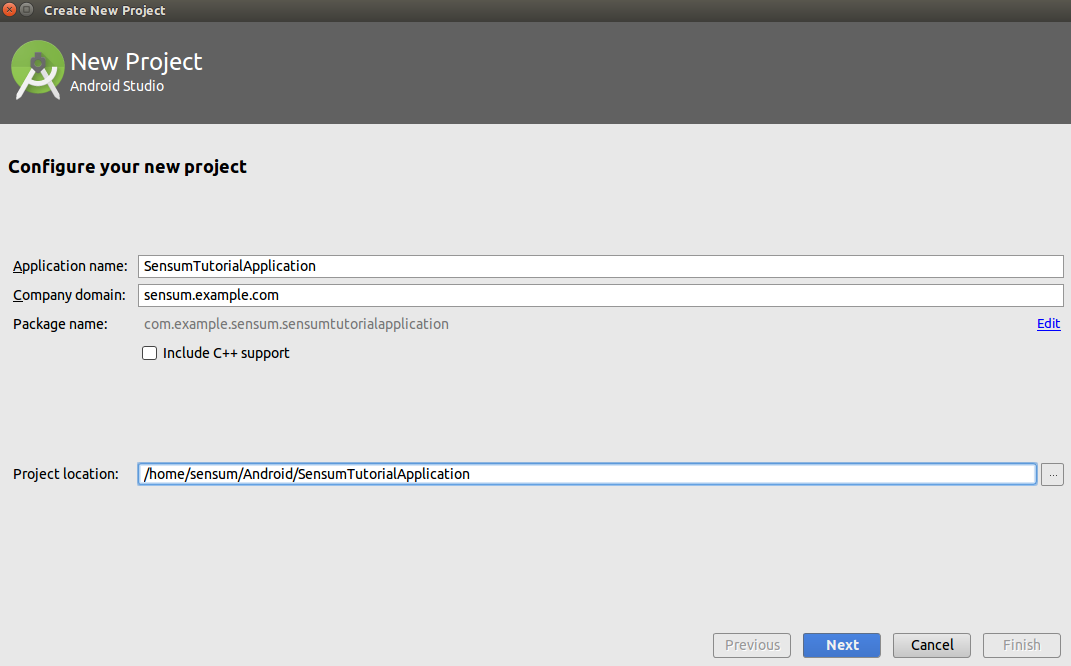 Create New Project
New Project
Android Studio
Configure your new project
Application name: SensumTutorialApplication
Company domain: sensum.example.com
Package name: com.example.sensum.sensumtutorialapplication Edit
Include C++ support
Project location: /home/sensum/Android/SensumTutorialApplication ...
Previous Next Cancel Finish